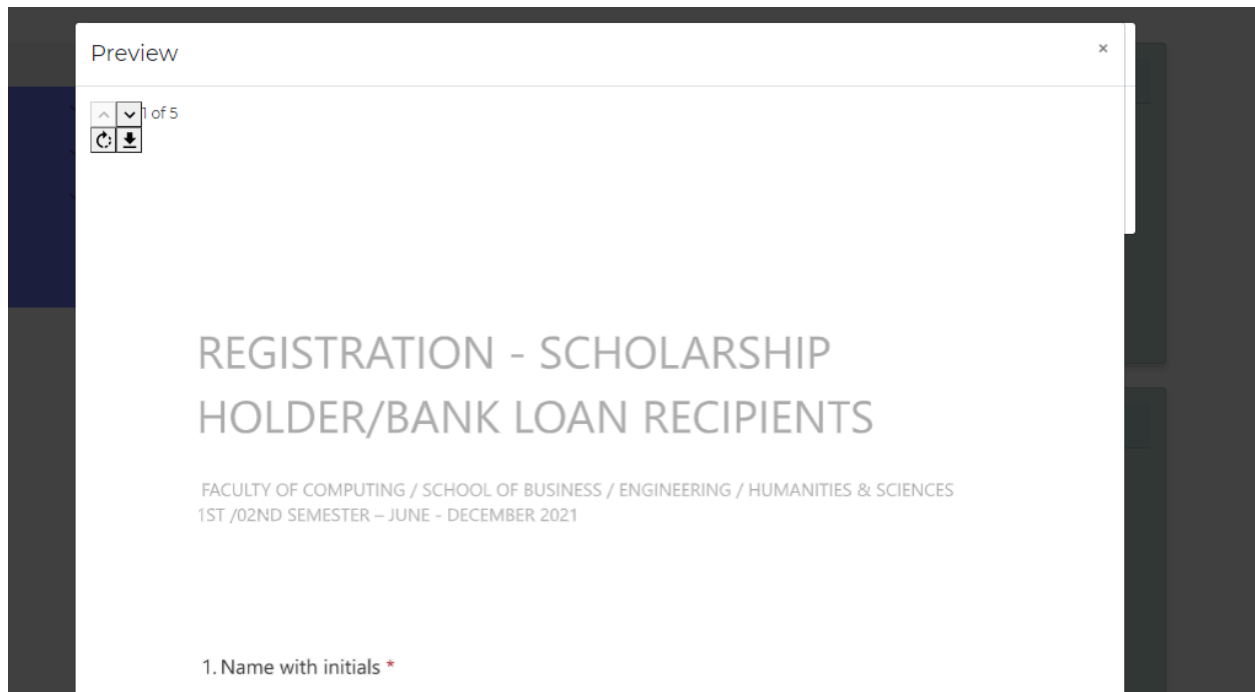 Preview
×
1 of 5
REGISTRATION - SCHOLARSHIP
HOLDER/BANK LOAN RECIPIENTS
FACULTY OF COMPUTING / SCHOOL OF BUSINESS / ENGINEERING / HUMANITIES & SCIENCES
1ST /02ND SEMESTER – JUNE - DECEMBER 2021
1. Name with initials *